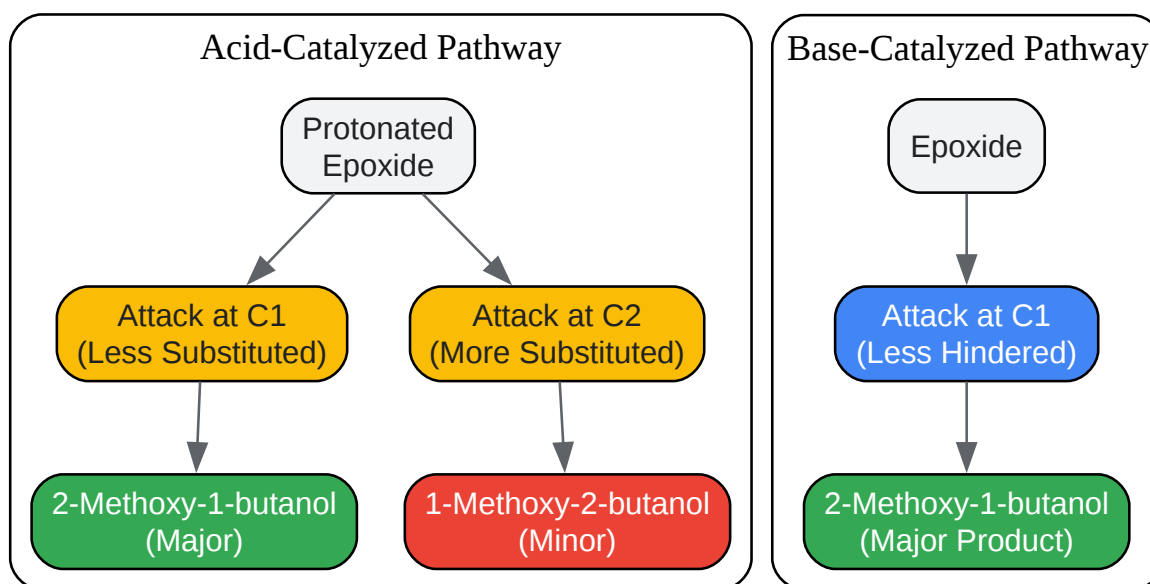 Acid-Catalyzed Pathway
Protonated
Epoxide
Attack at C1
(Less Substituted)
Attack at C2
(More Substituted)
2-Methoxy-1-butanol
(Major)
1-Methoxy-2-butanol
(Minor)
Base-Catalyzed Pathway
Epoxide
Attack at C1
(Less Hindered)
2-Methoxy-1-butanol
(Major Product)